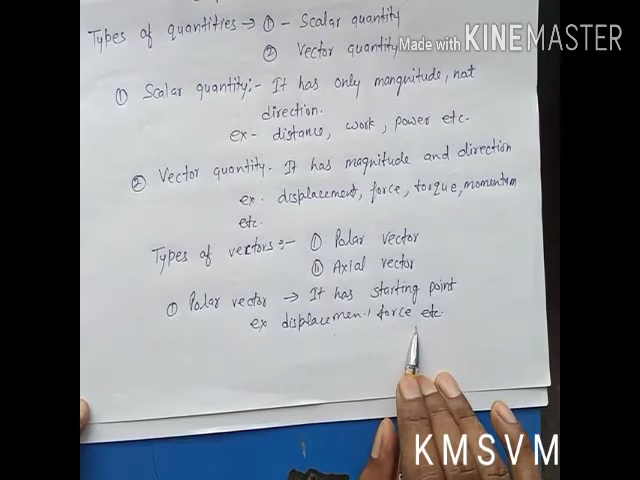 Types of quantities → ① - Scalar quantity
② Vector quantity
Made with KINEMASTER
① Scalar quantity:- It has only mangnitude, not
direction.
ex- distance, work, power etc.
② Vector quantity. It has magnitude and direction
ex. displacement, force, torque, momentum
etc.
Types of vectors:- ⓘ Polar vector
ⓘⓘ Axial vector
① Polar vector → It has starting point
ex displacement, force etc.
KMSVM